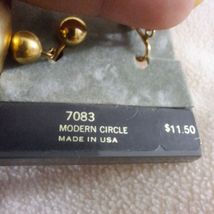 7083
MODERN CIRCLE $11.50
MADE IN USA